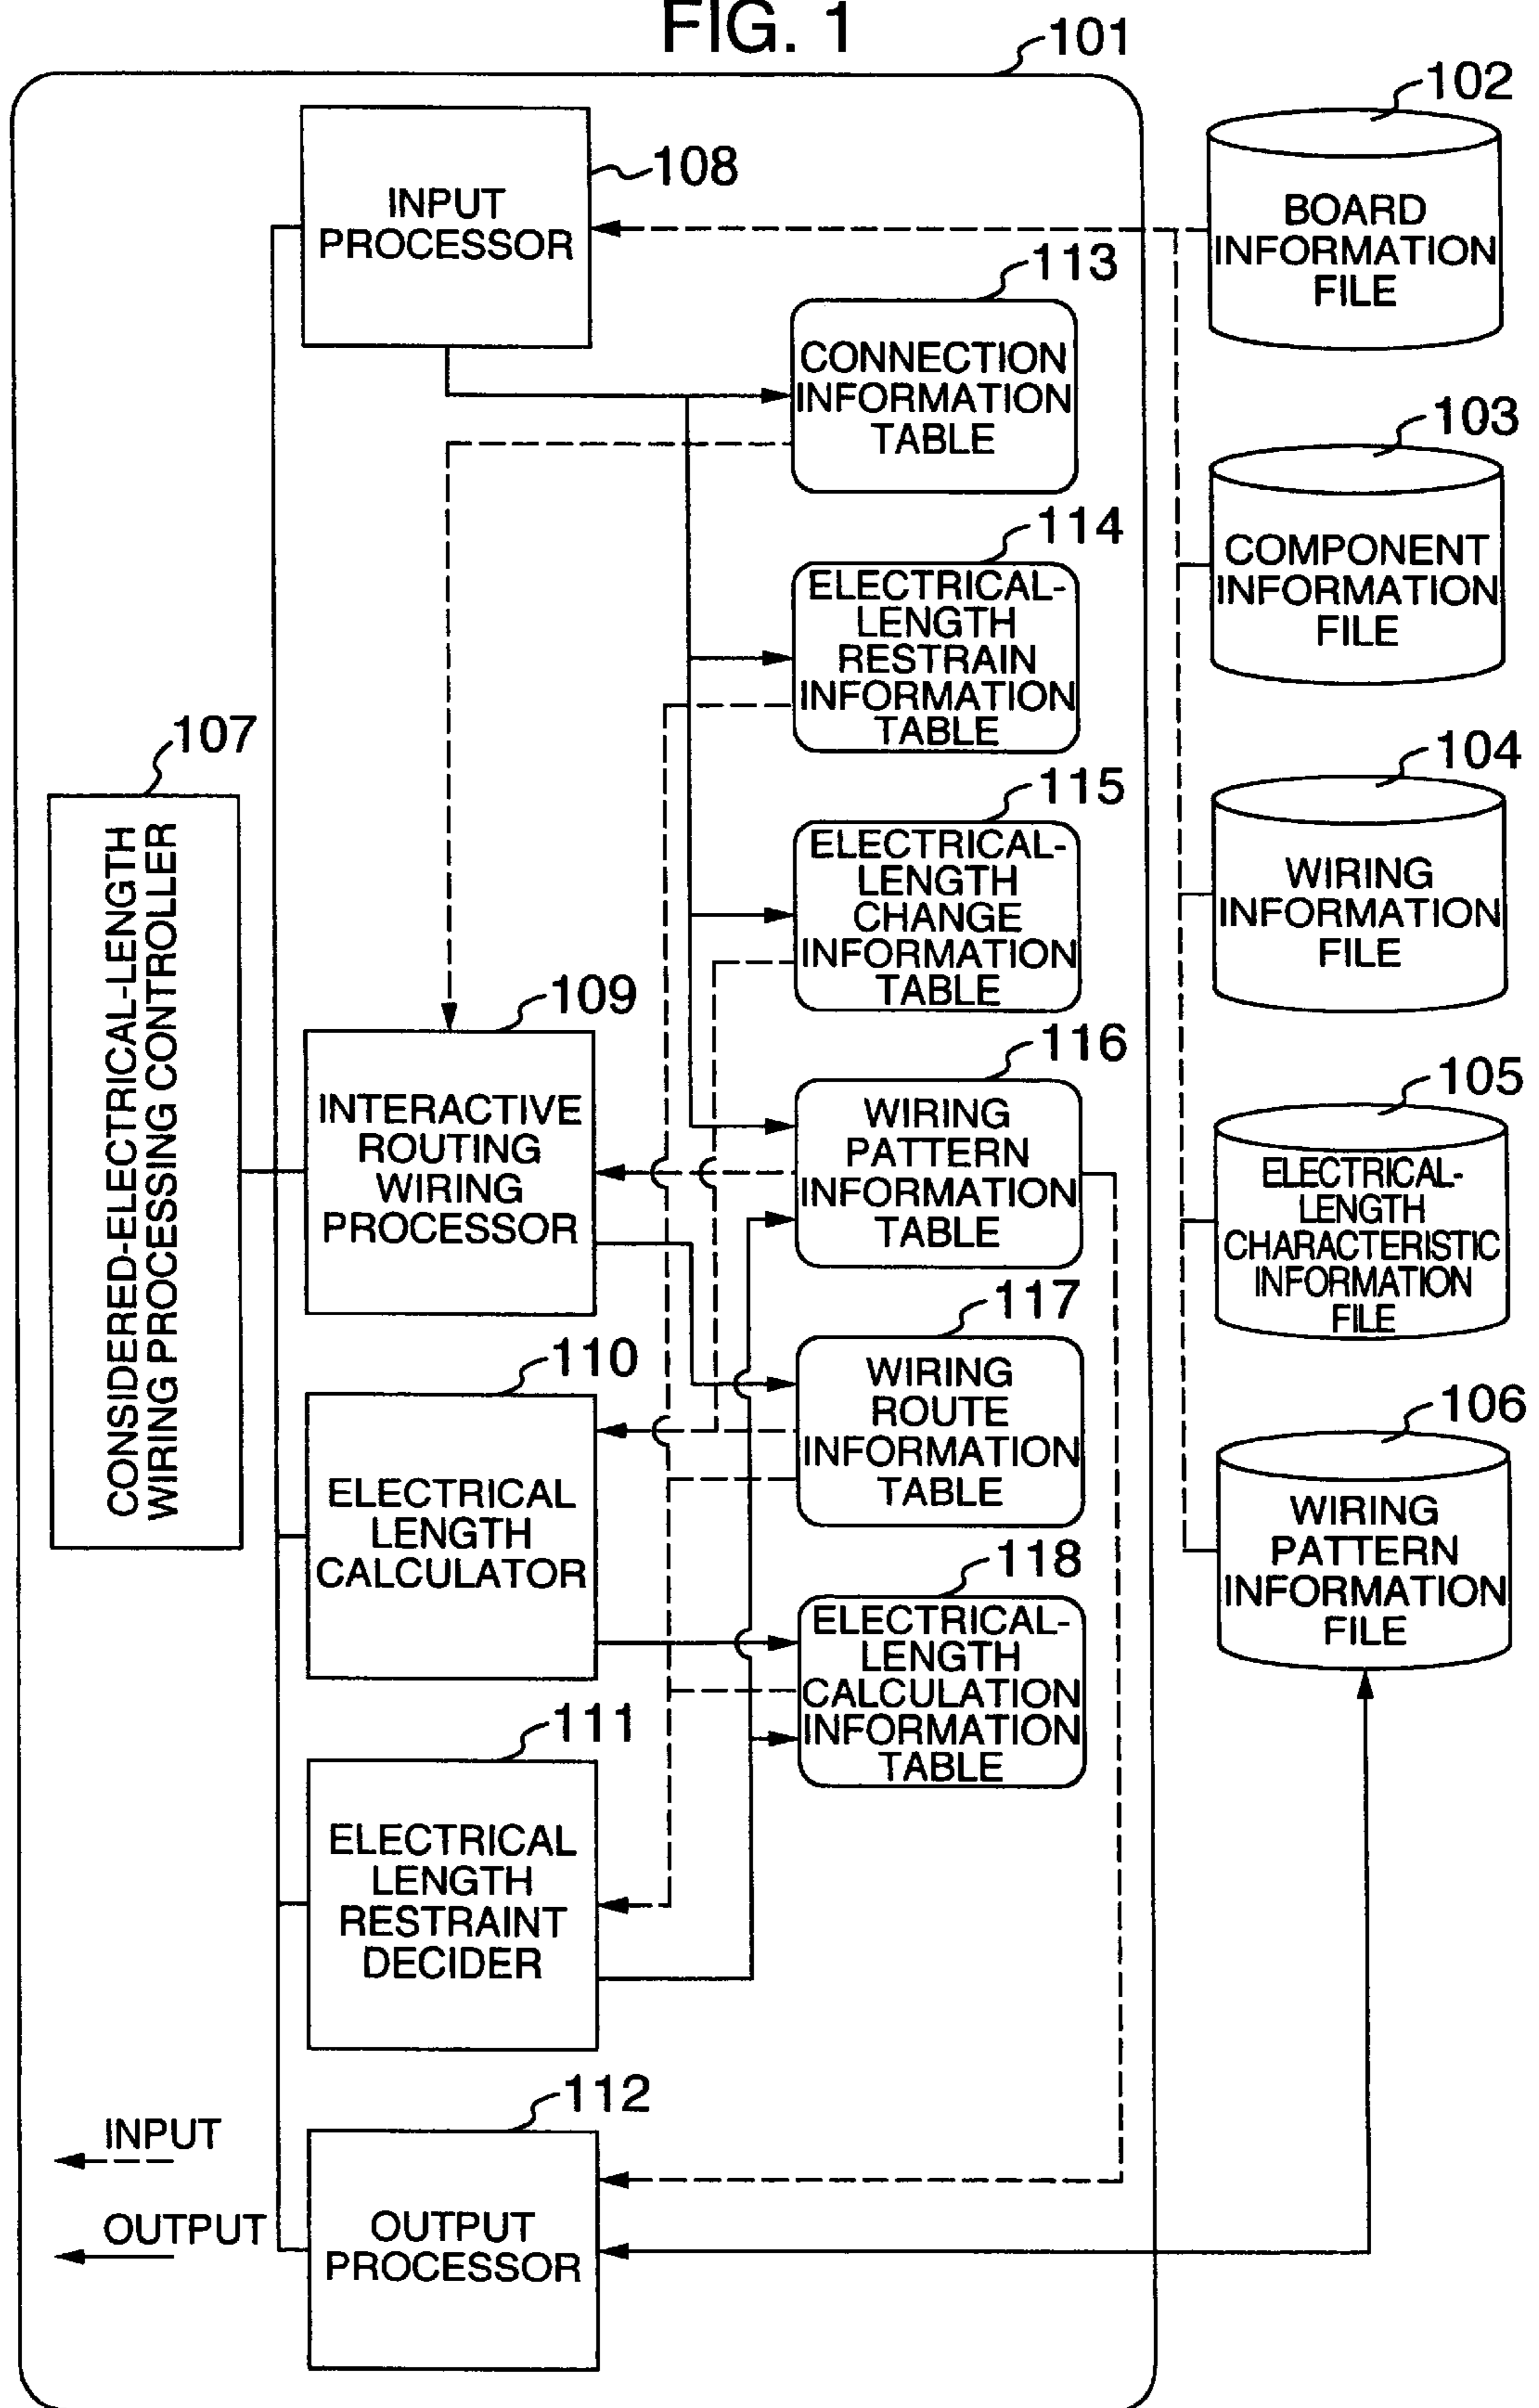 FIG. 1
101
102
108
INPUT
PROCESSOR
BOARD
INFORMATION
FILE
113
CONNECTION
INFORMATION
TABLE
103
COMPONENT
INFORMATION
FILE
114
ELECTRICAL-
LENGTH
RESTRAIN
INFORMATION
TABLE
107
CONSIDERED-ELECTRICAL-LENGTH
WIRING PROCESSING CONTROLLER
104
WIRING
INFORMATION
FILE
115
ELECTRICAL-
LENGTH
CHANGE
INFORMATION
TABLE
109
INTERACTIVE
ROUTING
WIRING
PROCESSOR
116
WIRING
PATTERN
INFORMATION
TABLE
105
ELECTRICAL-
LENGTH
CHARACTERISTIC
INFORMATION
FILE
117
WIRING
ROUTE
INFORMATION
TABLE
110
ELECTRICAL
LENGTH
CALCULATOR
106
WIRING
PATTERN
INFORMATION
FILE
118
ELECTRICAL-
LENGTH
CALCULATION
INFORMATION
TABLE
111
ELECTRICAL
LENGTH
RESTRAINT
DECIDER
112
OUTPUT
PROCESSOR
INPUT
OUTPUT